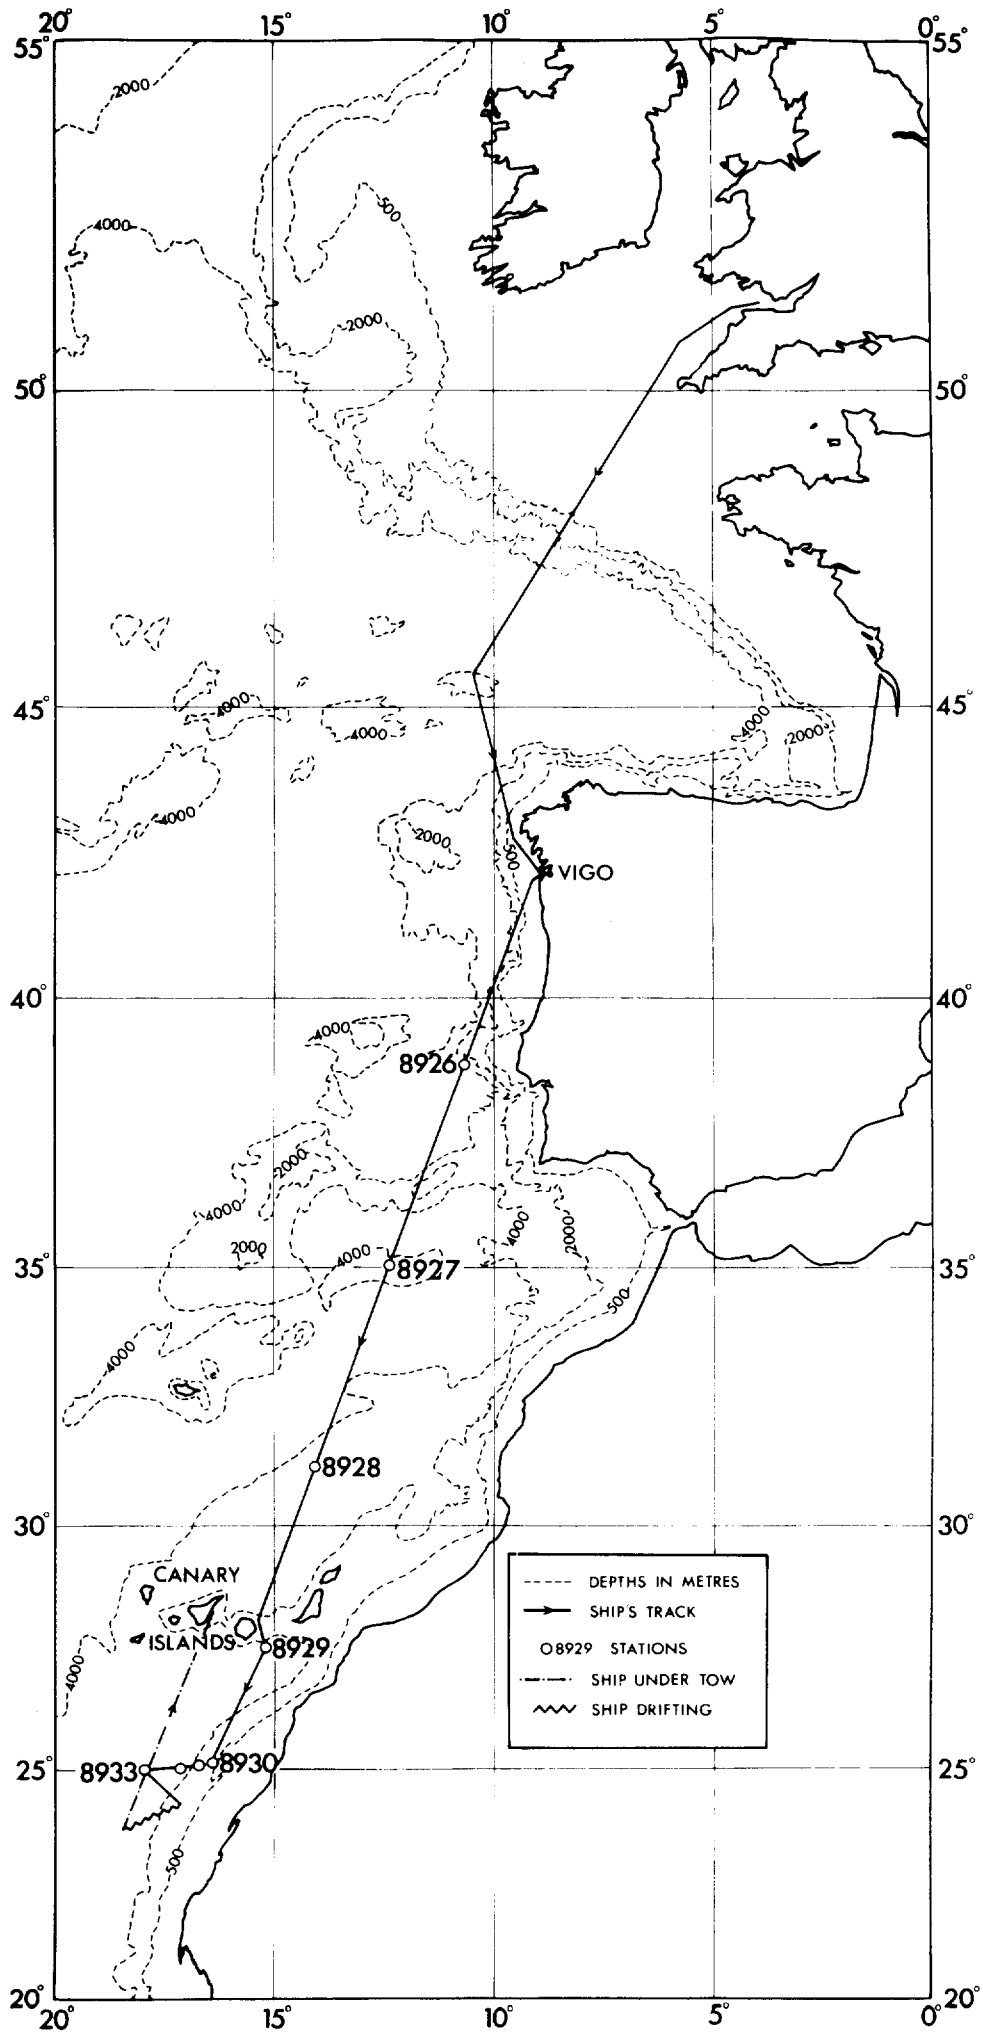 20° 15° 10° 5° 0°
55° 55°
2000
500
4000
2000
50° 50°
45° 4000 4000 4000 2000 45°
4000
2000
500
VIGO
40° 40°
4000
8926
2000
4000
4000 2000
2000 4000
35° 8927 35°
500
4000
8928
30° 30°
CANARY
ISLANDS
8929
4000
DEPTHS IN METRES
SHIP'S TRACK
8929 STATIONS
SHIP UNDER TOW
SHIP DRIFTING
25° 8933 8930 25°
500
20° 20°
20° 15° 10° 5° 0°